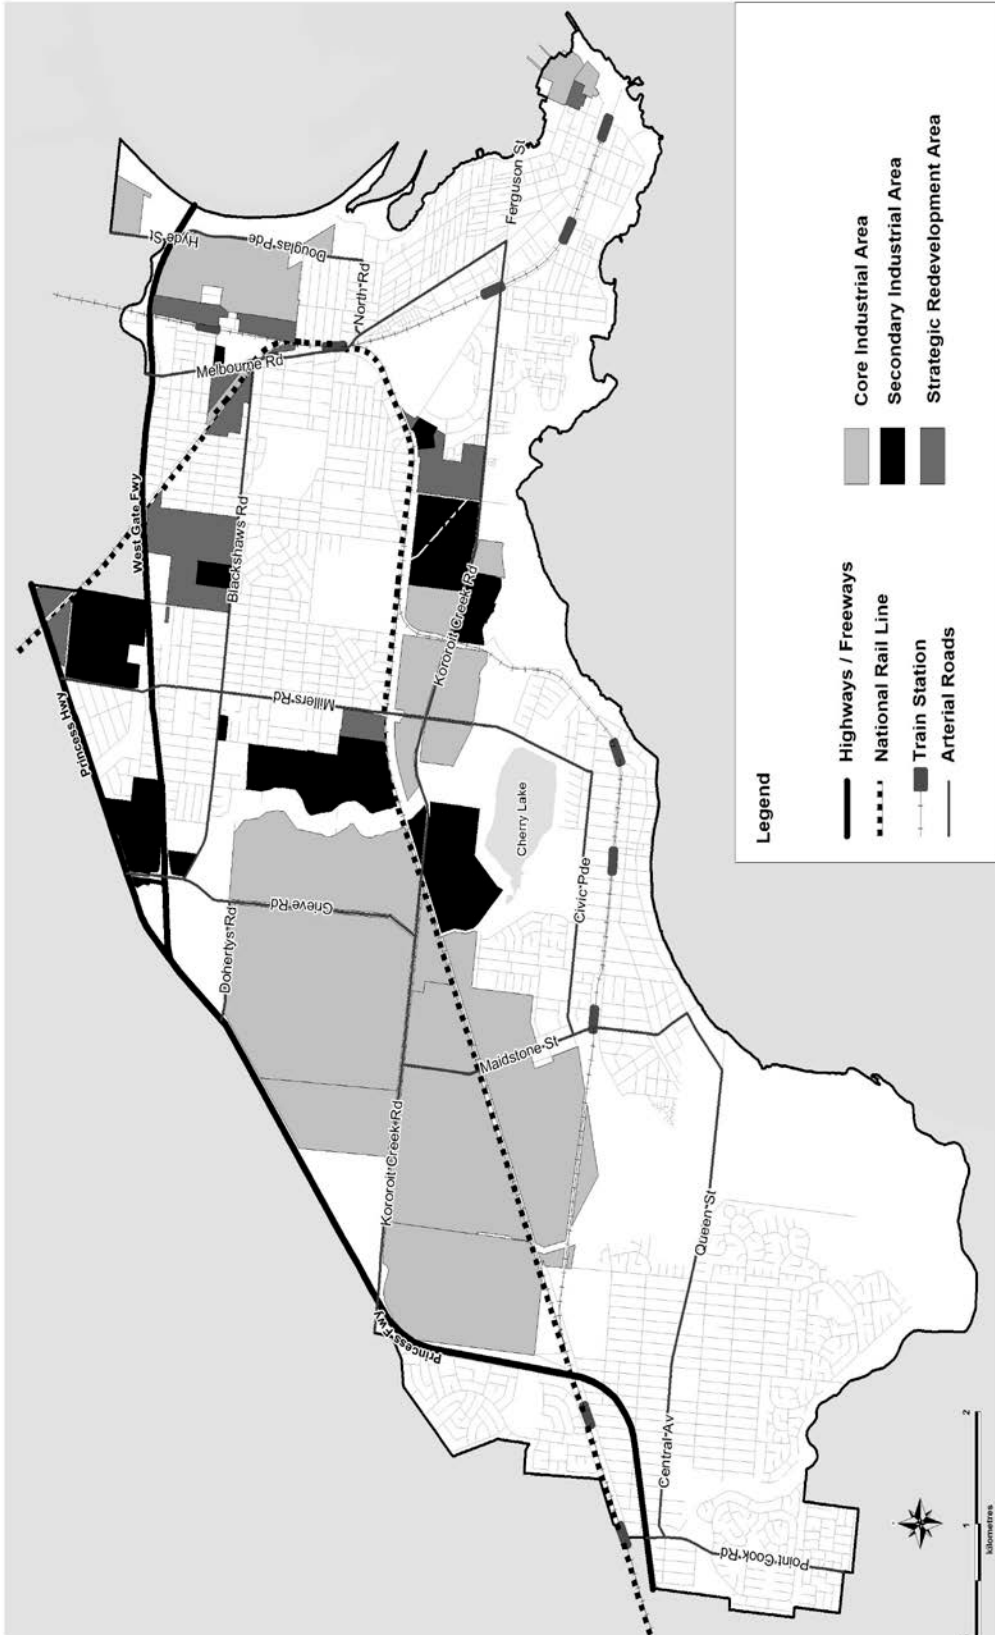 Hyde St
Douglas Pde
Ferguson St
North Rd
Melbourne Rd
West Gate Fwy
Blackshaws Rd
Kororoit Creek Rd
Princess Hwy
Millers Rd
Cherry Lake
Civic Pde
Grieve Rd
Dohertys Rd
Maidstone St
Kororoit Creek Rd
Queen St
Princess Fwy
Central Av
Point Cook Rd
Legend
Highways / Freeways
National Rail Line
Train Station
Arterial Roads
Core Industrial Area
Secondary Industrial Area
Strategic Redevelopment Area
1
2
kilometres